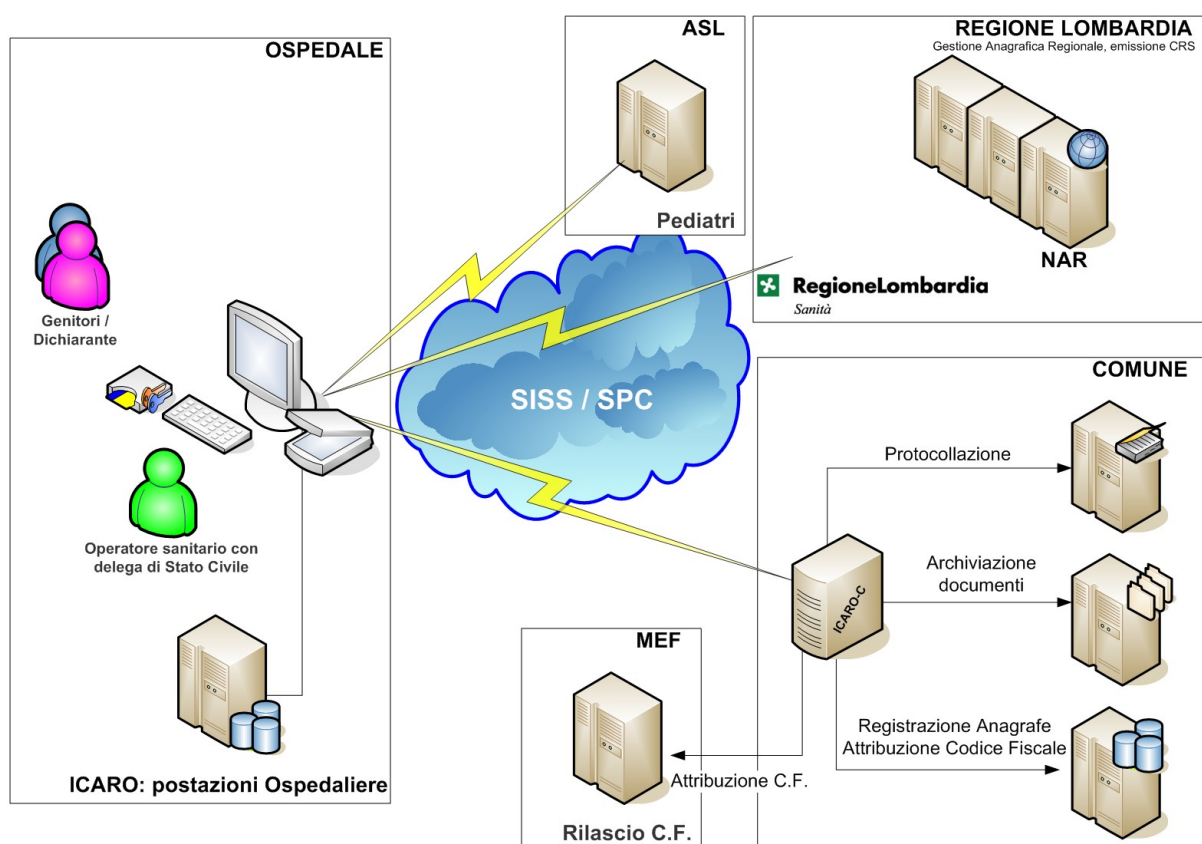 OSPEDALE
Genitori /
Dichiarante
Operatore sanitario con
delega di Stato Civile
ICARO: postazioni Ospedaliere
ASL
Pediatri
REGIONE LOMBARDIA
Gestione Anagrafica Regionale, emissione CRS
NAR
RegioneLombardia
Sanità
SISS / SPC
COMUNE
Protocollazione
Archiviazione
documenti
ICARO-C
Registrazione Anagrafe
Attribuzione Codice Fiscale
MEF
Attribuzione C.F.
Rilascio C.F.